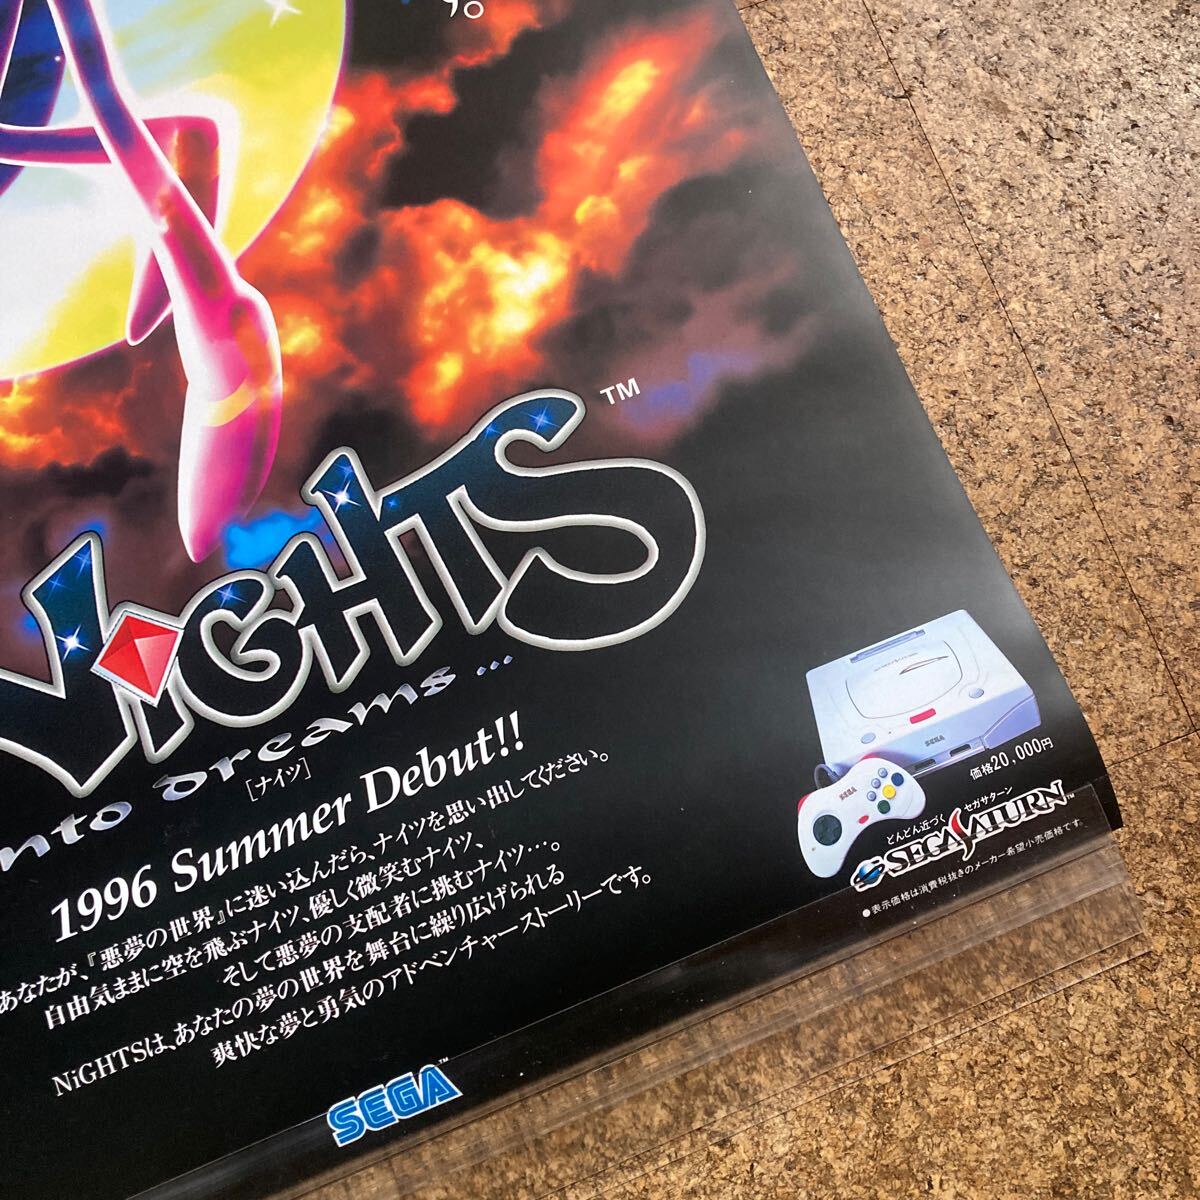 す。
NiGHTS™
into dreams...
[ナイツ]
1996 Summer Debut!!
あなたが、『悪夢の世界』に迷い込んだら、ナイツを思い出してください。
自由気ままに空を飛ぶナイツ、優しく微笑むナイツ、
そして悪夢の支配者に挑むナイツ…。
NiGHTSは、あなたの夢の世界を舞台に繰り広げられる
爽快な夢と勇気のアドベンチャーストーリーです。
SEGA™
SEGA
SEGA
価格20,000円
どんどん近づく セガサターン
SEGA SATURN™
●表示価格は消費税抜きのメーカー希望小売価格です。